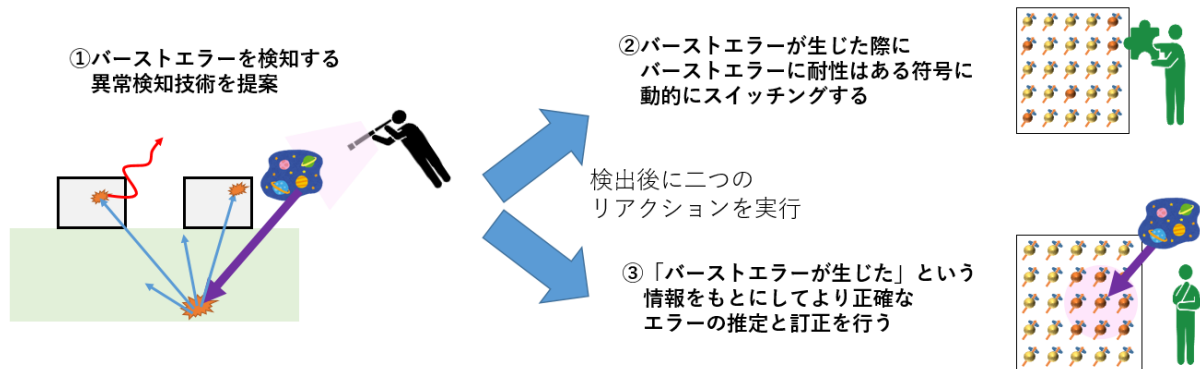 ①バーストエラーを検知する
異常検知技術を提案
②バーストエラーが生じた際に
バーストエラーに耐性はある符号に
動的にスイッチングする
検出後に二つの
リアクションを実行
③「バーストエラーが生じた」という
情報をもとにしてより正確な
エラーの推定と訂正を行う